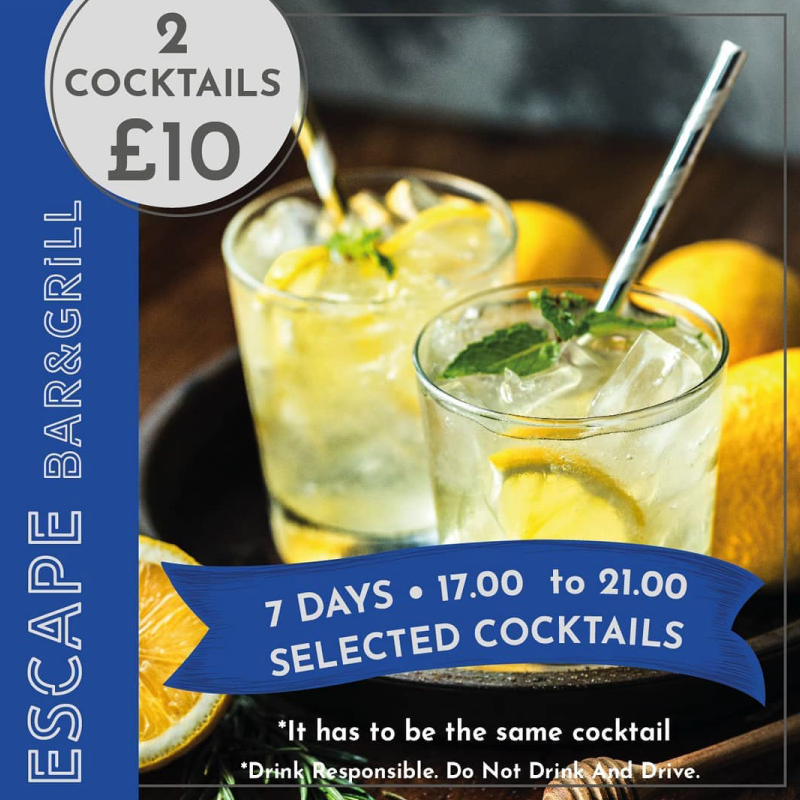 2
COCKTAILS
£10
ESCAPE BAR&GRILL
7 DAYS • 17.00 to 21.00
SELECTED COCKTAILS
*It has to be the same cocktail
*Drink Responsible. Do Not Drink And Drive.